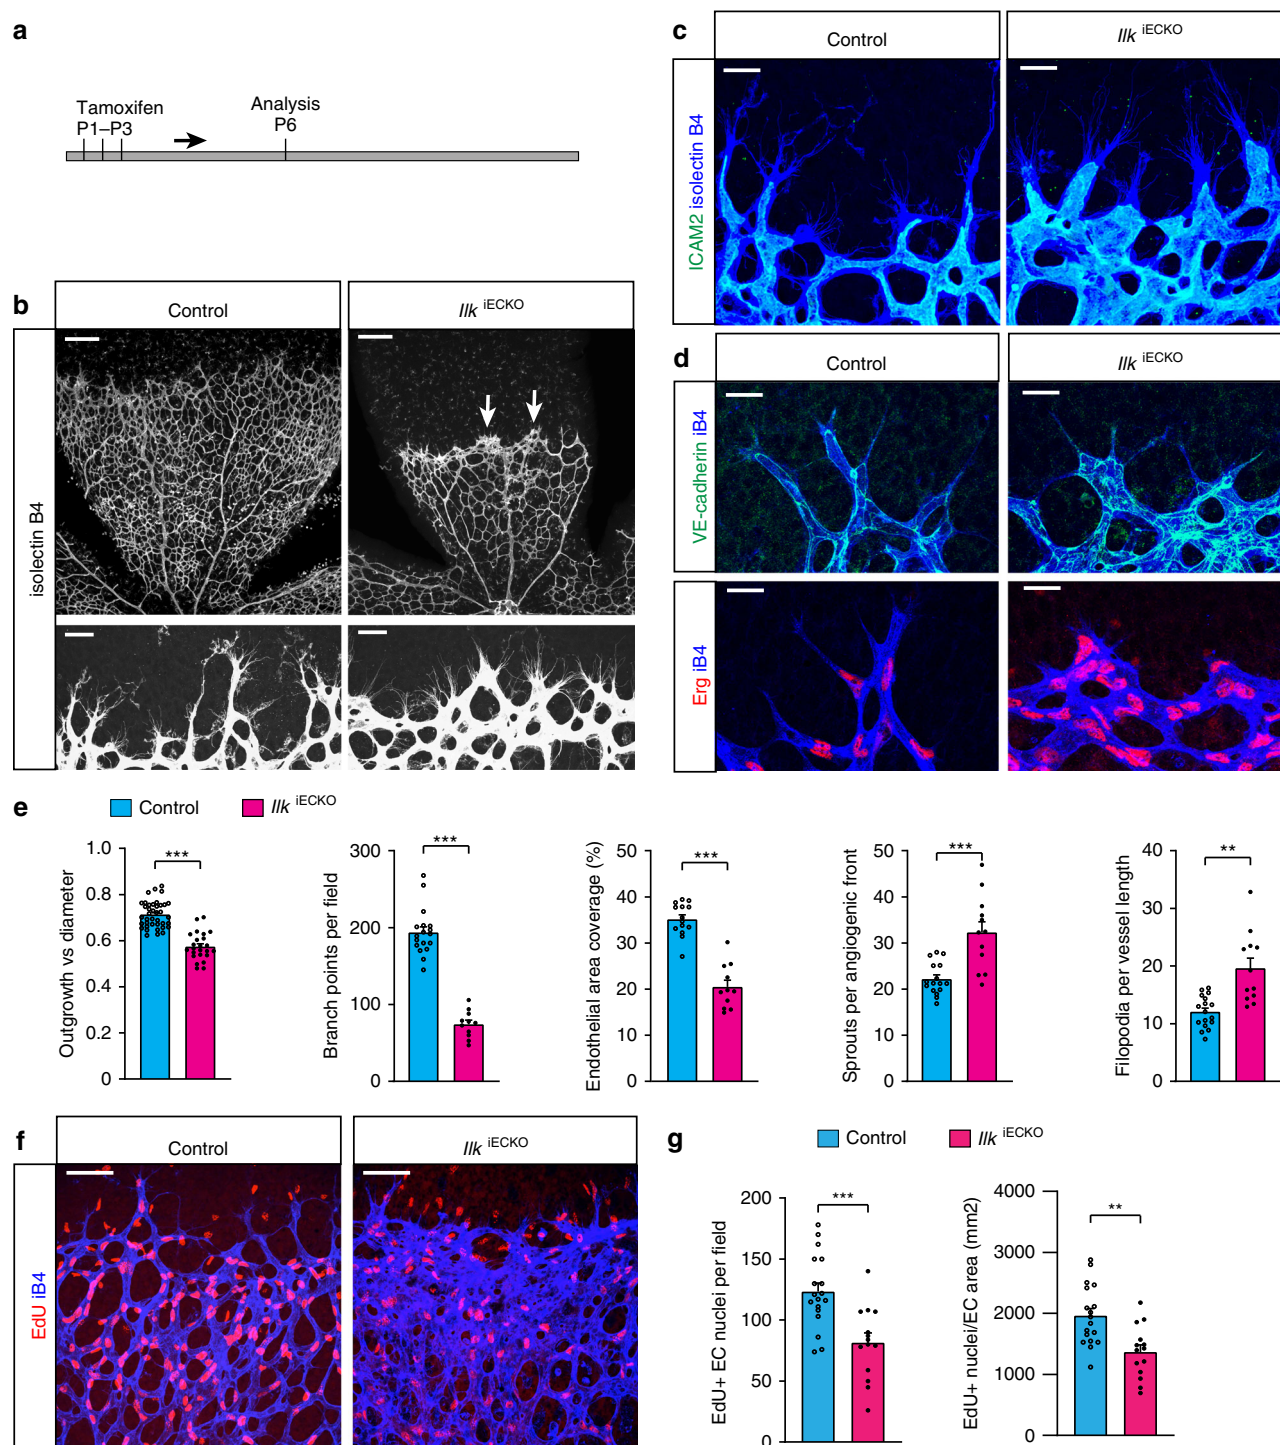 a
Tamoxifen
P1–P3
Analysis
P6
b
Control
Ilk iECKO
isolectin B4
c
Control
Ilk iECKO
ICAM2 isolectin B4
d
Control
Ilk iECKO
VE-cadherin iB4
Erg iB4
e
Control
Ilk iECKO
Outgrowth vs diameter
1.0
0.8
0.6
0.4
0.2
0
***
Branch points per field
300
200
100
0
***
Endothelial area coverage (%)
50
40
30
20
10
0
***
Sprouts per angiogenic front
50
40
30
20
10
0
***
Filopodia per vessel length
40
30
20
10
0
**
f
Control
Ilk iECKO
EdU iB4
g
Control
Ilk iECKO
EdU+ EC nuclei per field
200
150
100
50
0
***
EdU+ nuclei/EC area (mm2)
4000
3000
2000
1000
0
**